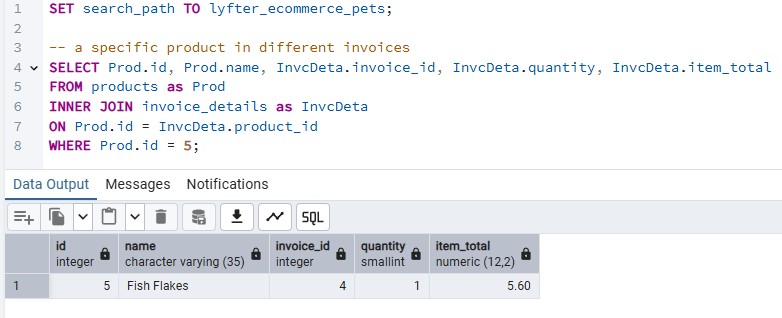 1 SET search_path TO lyfter_ecommerce_pets;
2
3 -- a specific product in different invoices
4 SELECT Prod.id, Prod.name, InvcDeta.invoice_id, InvcDeta.quantity, InvcDeta.item_total
5 FROM products as Prod
6 INNER JOIN invoice_details as InvcDeta
7 ON Prod.id = InvcDeta.product_id
8 WHERE Prod.id = 5;
Data Output Messages Notifications
SQL
id name invoice_id quantity item_total
integer character varying (35) integer smallint numeric (12,2)
1 5 Fish Flakes 4 1 5.60